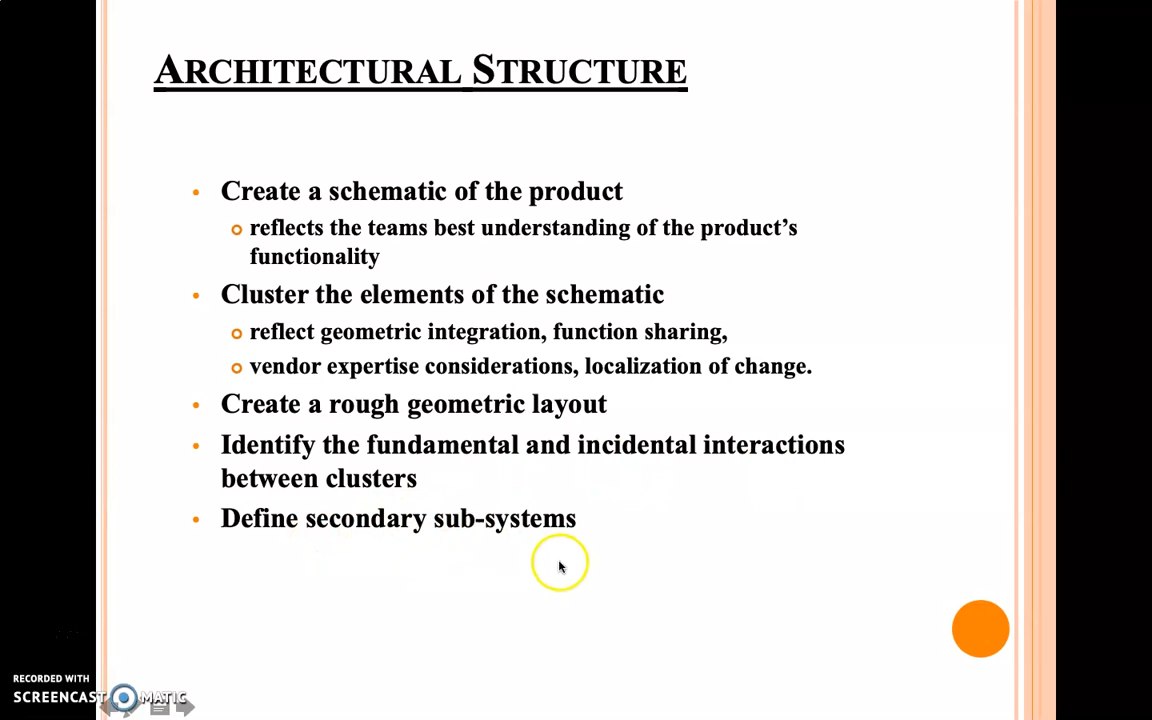 ARCHITECTURAL STRUCTURE
• Create a schematic of the product
reflects the teams best understanding of the product's
functionality
• Cluster the elements of the schematic
reflect geometric integration, function sharing,
vendor expertise considerations, localization of change.
• Create a rough geometric layout
• Identify the fundamental and incidental interactions
between clusters
• Define secondary sub-systems
RECORDED WITH
SCREENCAST MATIC